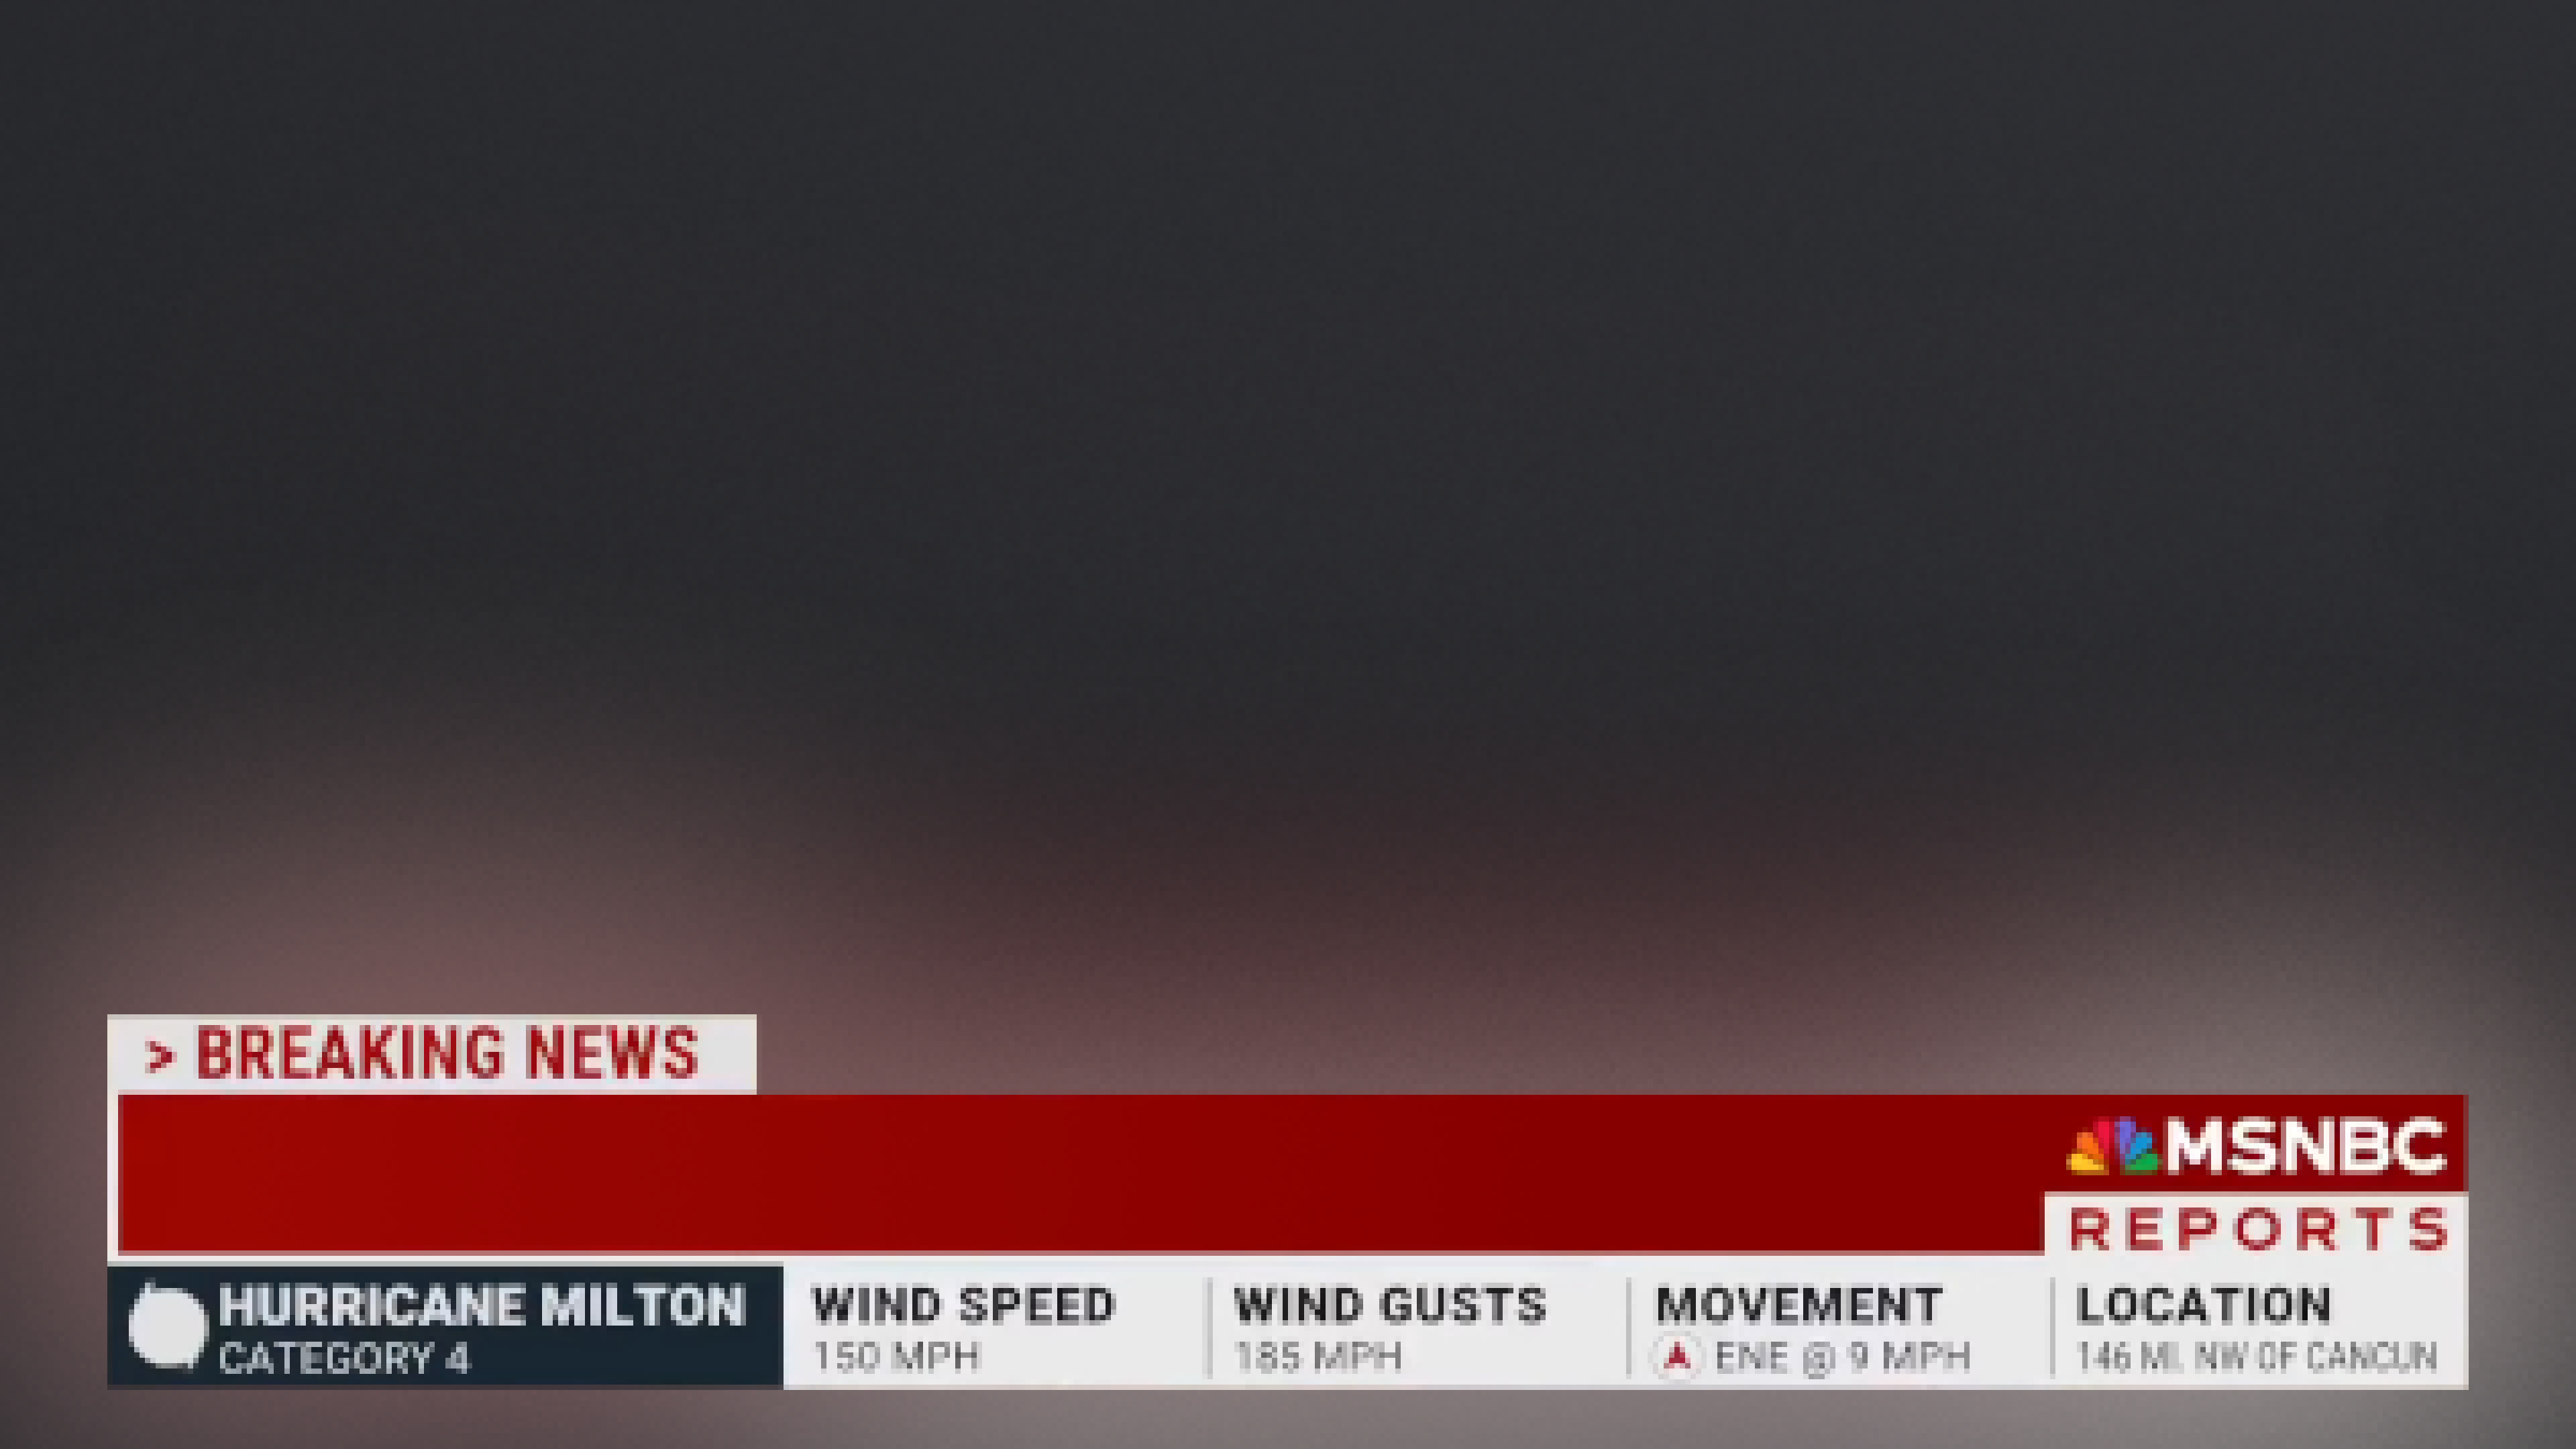 > BREAKING NEWS
MSNBC
REPORTS
HURRICANE MILTON
CATEGORY 4
WIND SPEED
150 MPH
WIND GUSTS
185 MPH
MOVEMENT
ENE @ 9 MPH
LOCATION
146 MI. NW OF CANCUN